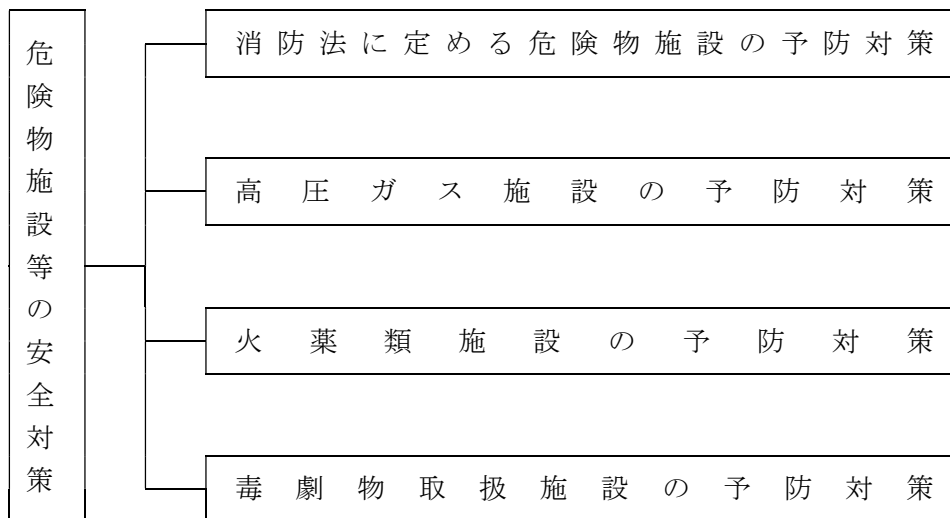 危険物施設等の安全対策
消防法に定める危険物施設の予防対策
高圧ガス施設の予防対策
火薬類施設の予防対策
毒劇物取扱施設の予防対策